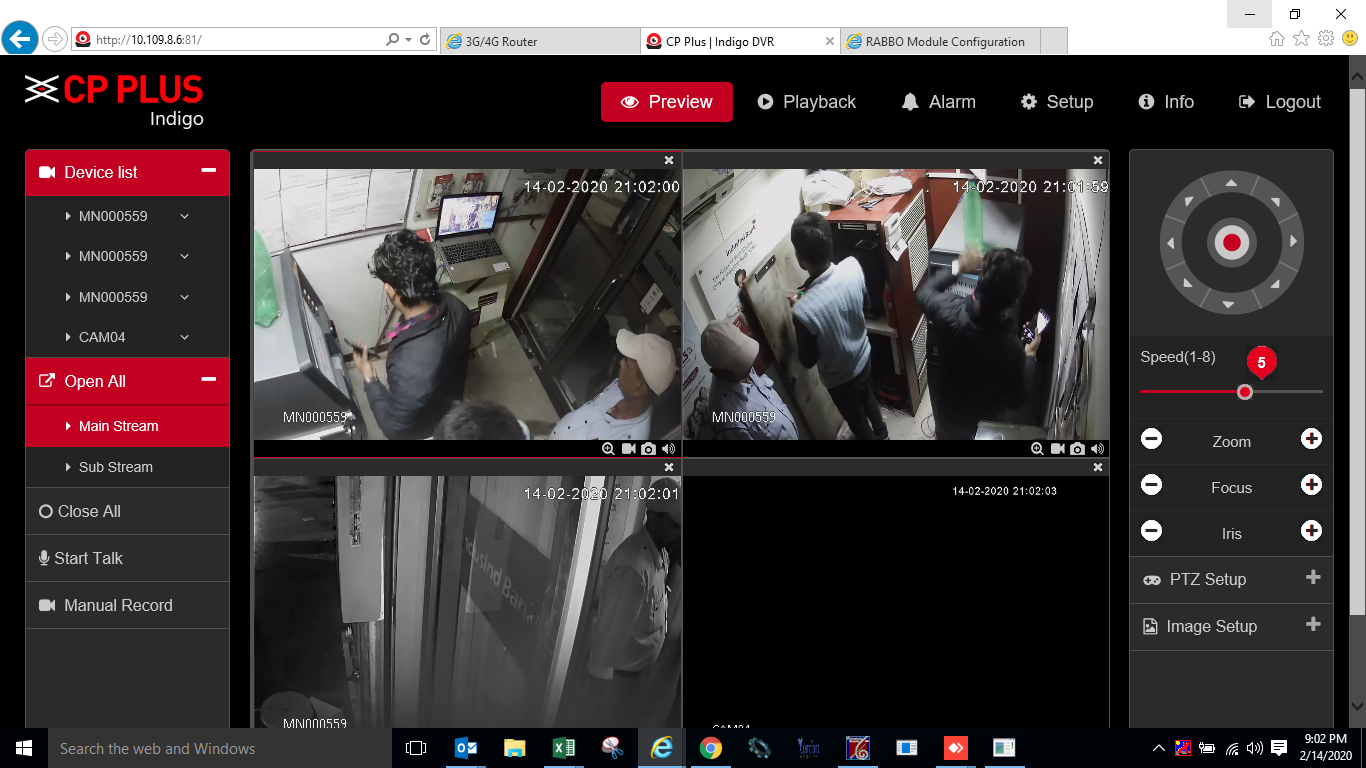 http://10.109.8.6:81/
3G/4G Router
CP Plus | Indigo DVR
RABBO Module Configuration
CP PLUS
Indigo
Preview
Playback
Alarm
Setup
Info
Logout
Device list
MN000559
MN000559
MN000559
CAM04
Open All
Main Stream
Sub Stream
Close All
Start Talk
Manual Record
14-02-2020 21:02:00
MN000559
14-02-2020 21:01:59
IndusInd Bank
MN000559
14-02-2020 21:02:01
ndusInd Bank
MN000559
14-02-2020 21:02:03
CAM04
Speed(1-8)
5
Zoom
Focus
Iris
PTZ Setup
Image Setup
Search the web and Windows
9:02 PM
2/14/2020